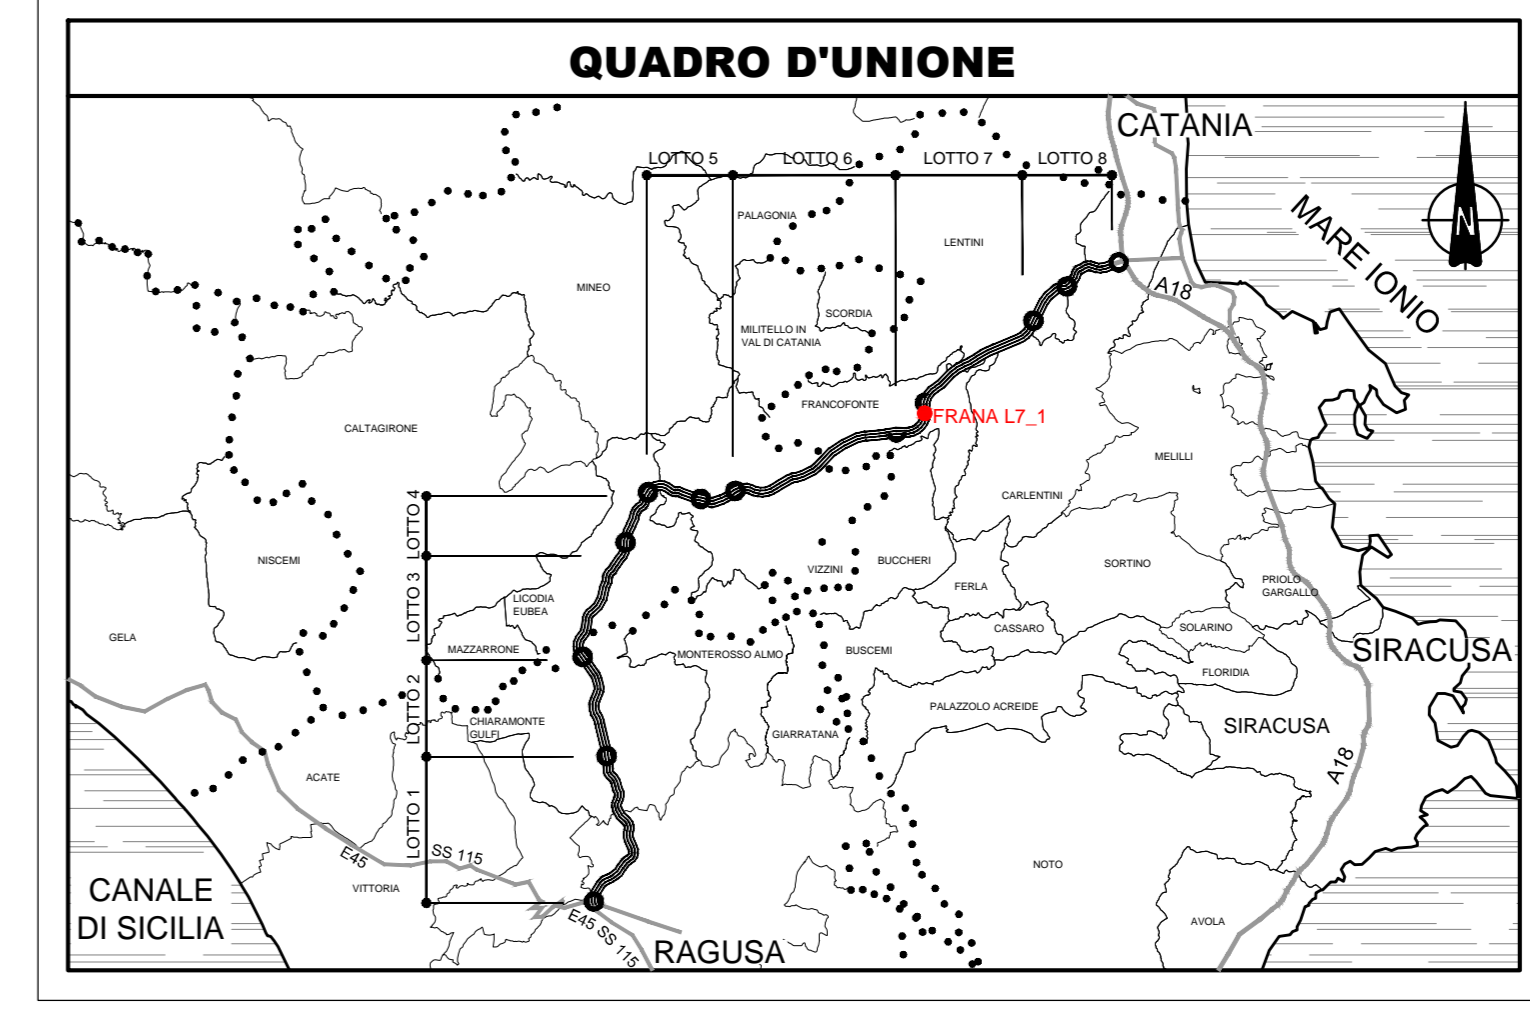 QUADRO D'UNIONE
CATANIA
LOTTO 5
LOTTO 6
LOTTO 7
LOTTO 8
PALAGONIA
LENTINI
MARE IONIO
N
MINEO
A18
SCORDIA
MILITELLO IN
VAL DI CATANIA
FRANCOFONTE
FRANA L7_1
CALTAGIRONE
MELILLI
CARLENTINI
LOTTO 4
NISCEMI
VIZZINI
BUCCHERI
FERLA
SORTINO
PRIOLO
GARGALLO
LOTTO 3
LICODIA
EUBEA
GELA
CASSARO
SOLARINO
MAZZARRONE
MONTEROSSO ALMO
BUSCEMI
SIRACUSA
FLORIDIA
LOTTO 2
CHIARAMONTE
GULFI
GIARRATANA
PALAZZOLO ACREIDE
SIRACUSA
ACATE
A18
LOTTO 1
E45
SS 115
VITTORIA
NOTO
CANALE
DI SICILIA
E45 SS 115
RAGUSA
AVOLA